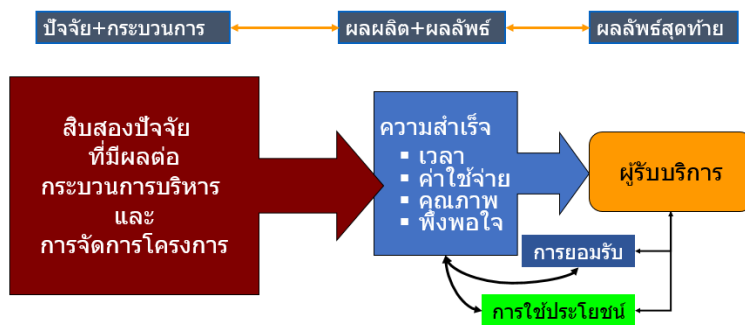 ปัจจัย+กระบวนการ
ผลผลิต+ผลลัพธ์
ผลลัพธ์สุดท้าย
สิบสองปัจจัย
ที่มีผลต่อ
กระบวนการบริหาร
และ
การจัดการโครงการ
ความสำเร็จ
▪ เวลา
▪ ค่าใช้จ่าย
▪ คุณภาพ
▪ พึงพอใจ
ผู้รับบริการ
การยอมรับ
การใช้ประโยชน์